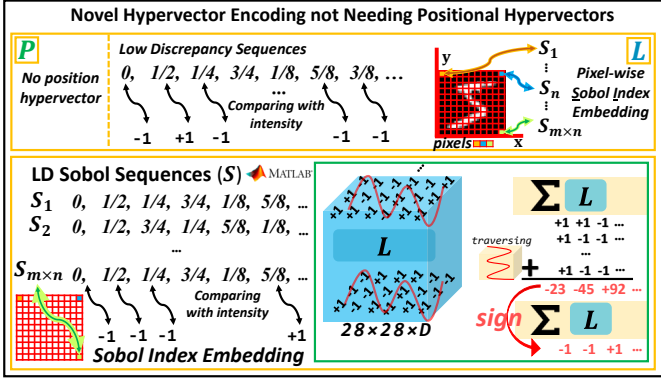 Novel Hypervector Encoding not Needing Positional Hypervectors
P
No position
hypervector
Low Discrepancy Sequences
0, 1/2, 1/4, 3/4, 1/8, 5/8, 3/8, ...
...
Comparing with
intensity
-1 +1 -1 -1 -1
L
y
x
pixels
S1
⋮
Sn
⋮
Sm×n
Pixel-wise
Sobol Index
Embedding
LD Sobol Sequences (S) MATLAB
S1 0, 1/2, 1/4, 3/4, 1/8, 5/8, ...
S2 0, 1/2, 3/4, 1/4, 5/8, 1/8, ...
...
Sm×n 0, 1/2, 1/4, 3/4, 1/8, 5/8, ...
Comparing
with intensity
-1 -1 -1 +1
Sobol Index Embedding
L
28×28×D
traversing
Σ L
+1 +1 -1 ...
+1 -1 -1 ...
...
+ +1 -1 -1 ...
-23 -45 +92 ...
sign
Σ L
-1 -1 +1 ...